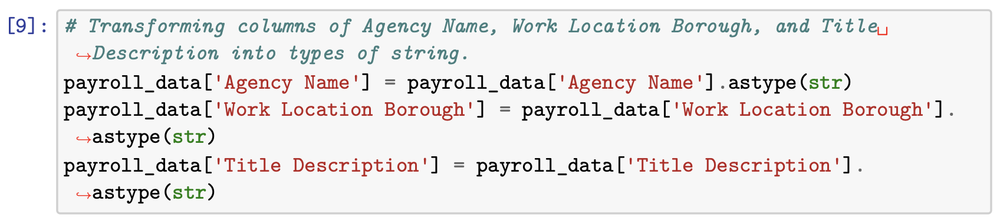 [9]: # Transforming columns of Agency Name, Work Location Borough, and Title␣
↪Description into types of string.
payroll_data['Agency Name'] = payroll_data['Agency Name'].astype(str)
payroll_data['Work Location Borough'] = payroll_data['Work Location Borough'].
↪astype(str)
payroll_data['Title Description'] = payroll_data['Title Description'].
↪astype(str)